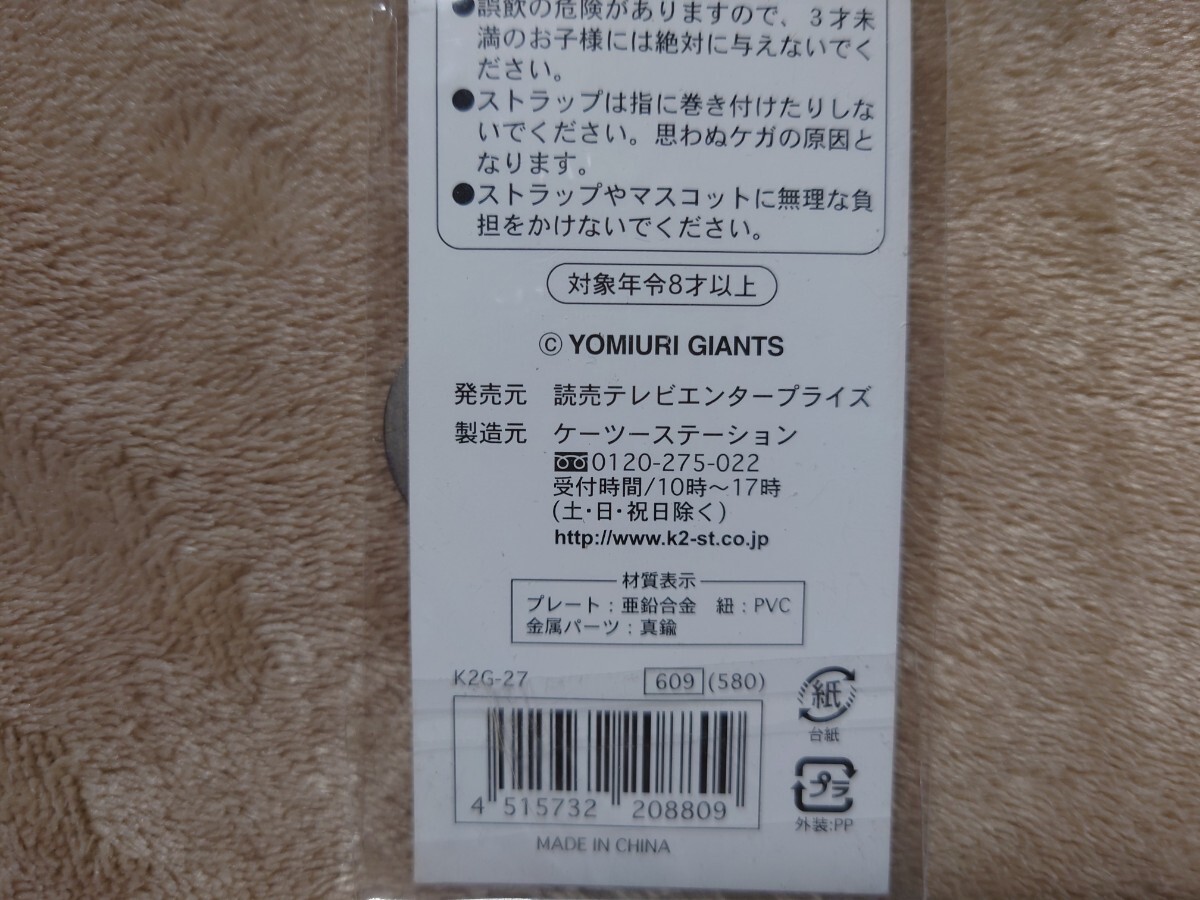 ●誤飲の危険がありますので、３才未
満のお子様には絶対に与えないでく
ださい。
●ストラップは指に巻き付けたりしな
いでください。思わぬケガの原因と
なります。
●ストラップやマスコットに無理な負
担をかけないでください。
対象年令8才以上
© YOMIURI GIANTS
発売元 読売テレビエンタープライズ
製造元 ケーツーステーション
0120-275-022
受付時間/10時〜17時
(土・日・祝日除く)
http://www.k2-st.co.jp
材質表示
プレート：亜鉛合金 紐：PVC
金属パーツ：真鍮
K2G-27 609 (580)
紙
台紙
4 515732 208809
プラ
外装:PP
MADE IN CHINA